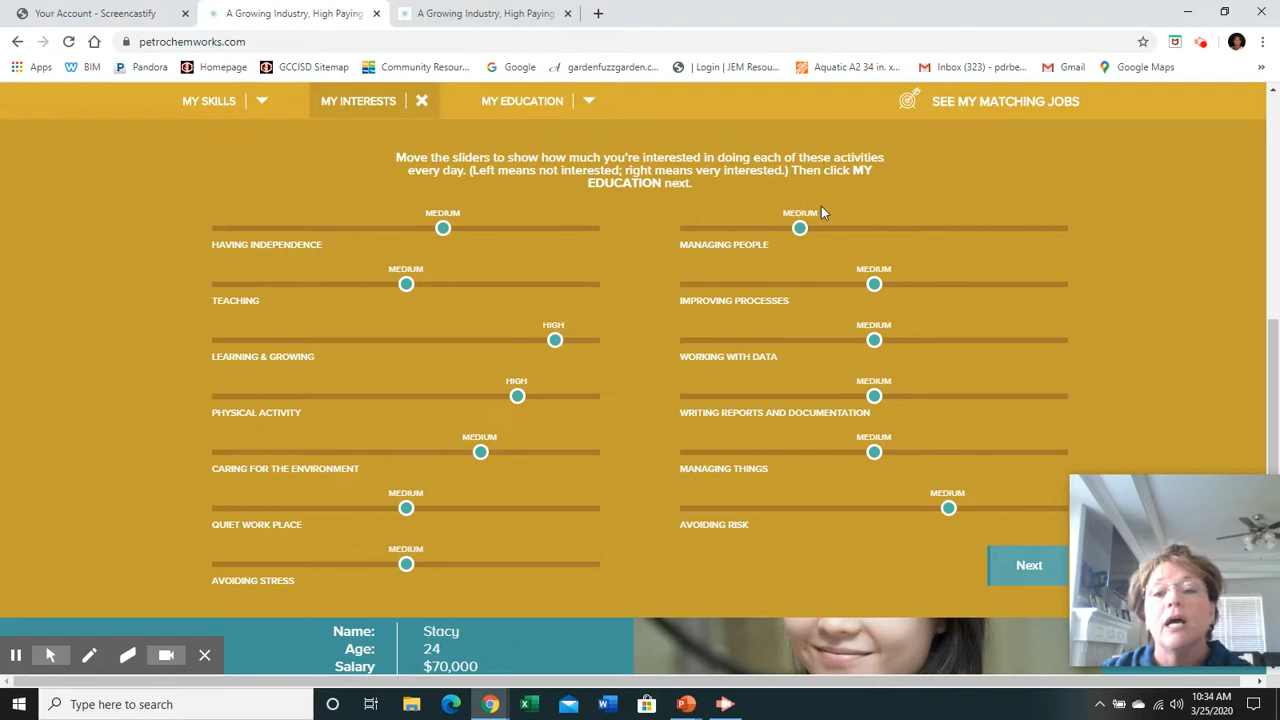 Your Account - Screencastify
A Growing Industry, High Paying
A Growing Industry, High Paying
petrochemworks.com
Apps
BIM
Pandora
Homepage
GCCISD Sitemap
Community Resour...
Google
gardenfuzzgarden.c...
| Login | JEM Resou...
Aquatic A2 34 in. x...
Inbox (323) - pdrbe...
Gmail
Google Maps
»
MY SKILLS
MY INTERESTS
MY EDUCATION
SEE MY MATCHING JOBS
Move the sliders to show how much you're interested in doing each of these activities
every day. (Left means not interested; right means very interested.) Then click MY
EDUCATION next.
MEDIUM
HAVING INDEPENDENCE
MEDIUM
TEACHING
HIGH
LEARNING & GROWING
HIGH
PHYSICAL ACTIVITY
MEDIUM
CARING FOR THE ENVIRONMENT
MEDIUM
QUIET WORK PLACE
MEDIUM
AVOIDING STRESS
MEDIUM
MANAGING PEOPLE
MEDIUM
IMPROVING PROCESSES
MEDIUM
WORKING WITH DATA
MEDIUM
WRITING REPORTS AND DOCUMENTATION
MEDIUM
MANAGING THINGS
MEDIUM
AVOIDING RISK
Next
Name: Stacy
Age: 24
Salary $70,000
Type here to search
10:34 AM
3/25/2020